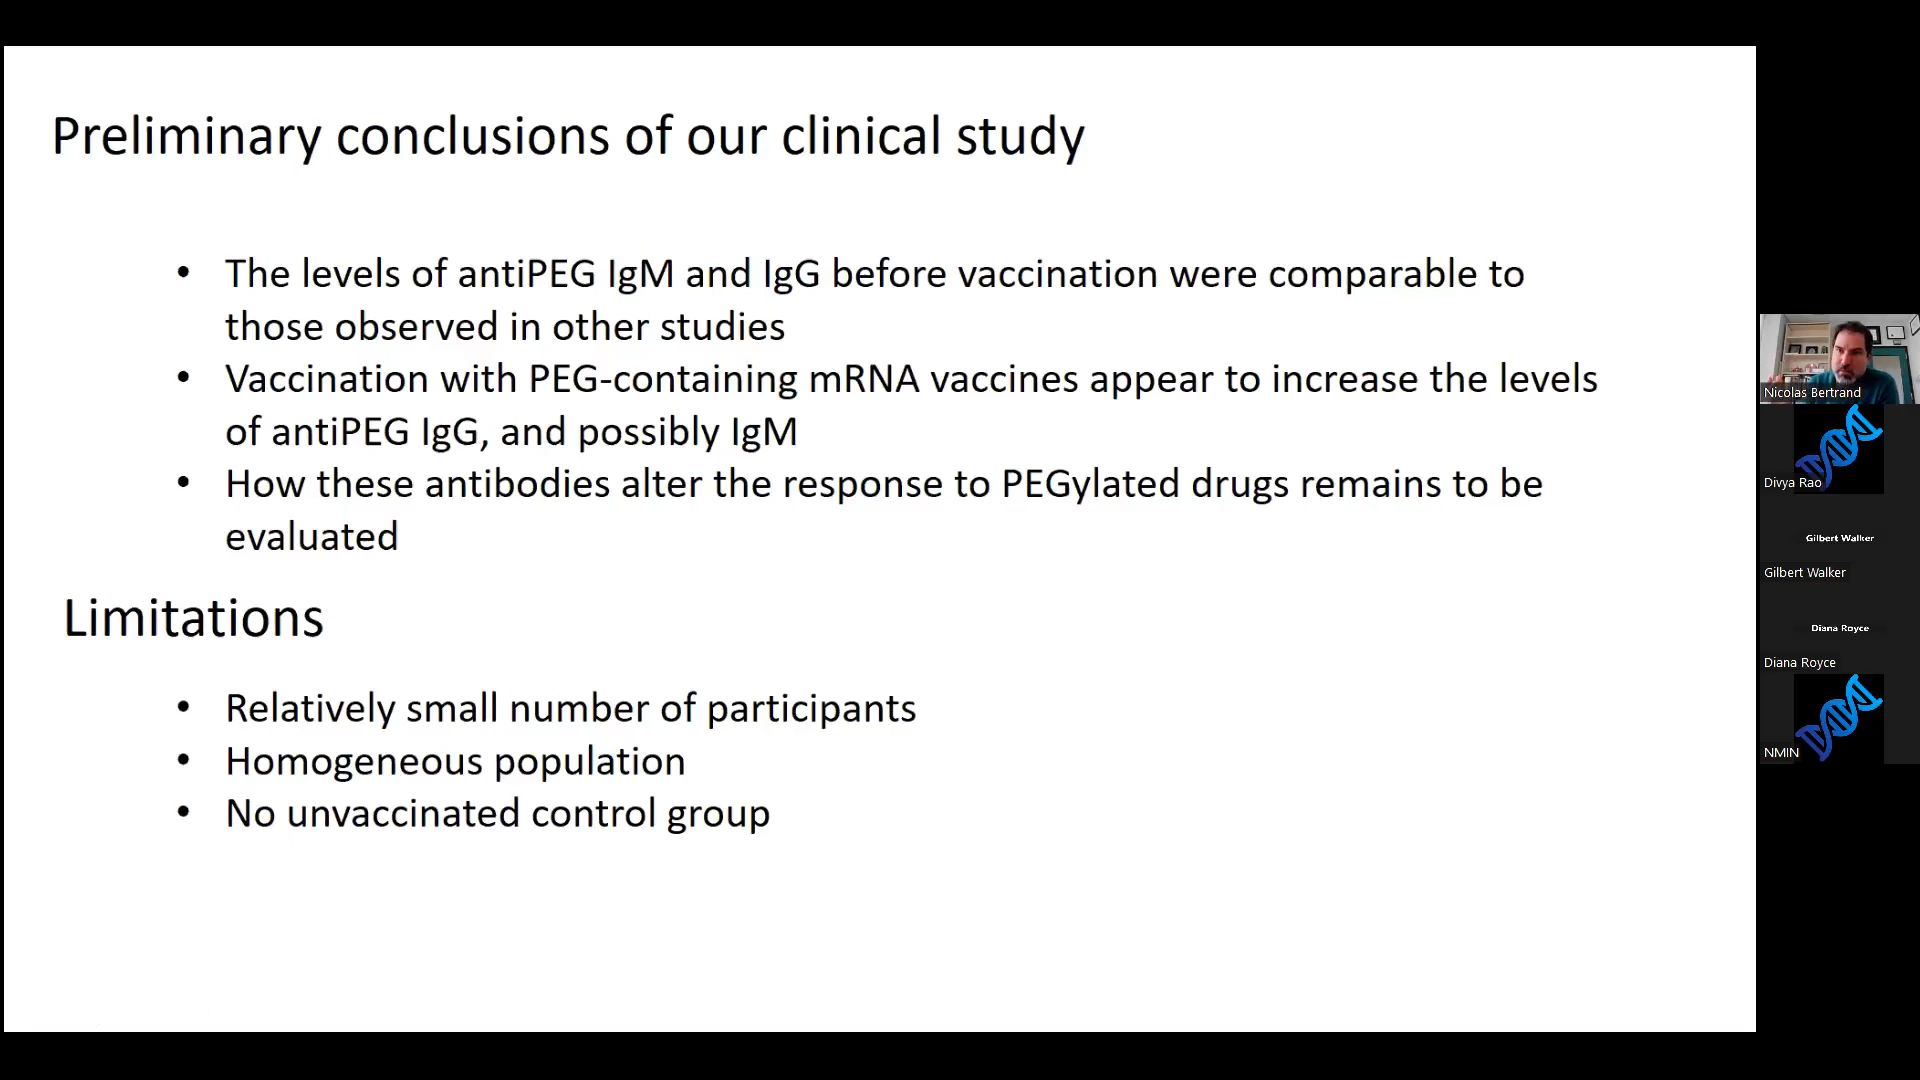 Preliminary conclusions of our clinical study
• The levels of antiPEG IgM and IgG before vaccination were comparable to
those observed in other studies
• Vaccination with PEG-containing mRNA vaccines appear to increase the levels
of antiPEG IgG, and possibly IgM
• How these antibodies alter the response to PEGylated drugs remains to be
evaluated
Limitations
• Relatively small number of participants
• Homogeneous population
• No unvaccinated control group
Nicolas Bertrand
Divya Rao
Gilbert Walker
Gilbert Walker
Diana Royce
Diana Royce
NMIN